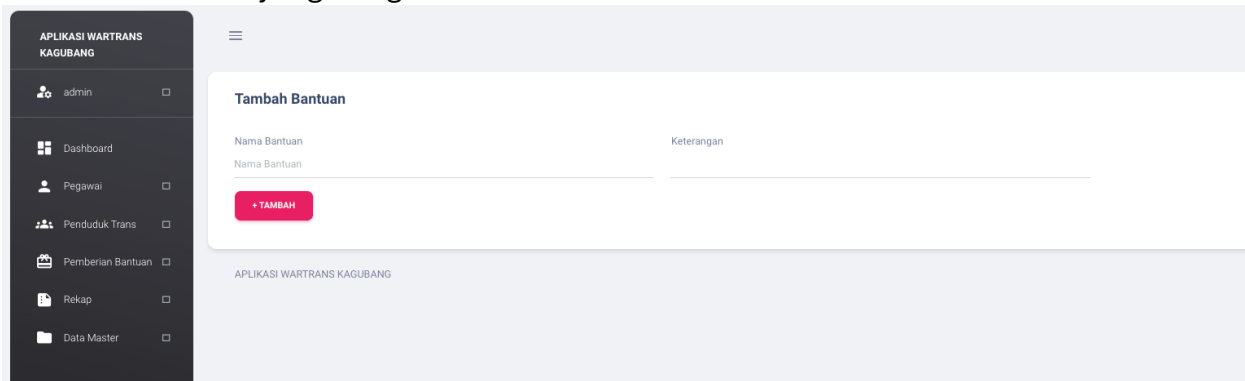 APLIKASI WARTRANS
KAGUBANG
admin
Dashboard
Pegawai
Penduduk Trans
Pemberian Bantuan
Rekap
Data Master
Tambah Bantuan
Nama Bantuan
Keterangan
Nama Bantuan
+ TAMBAH
APLIKASI WARTRANS KAGUBANG